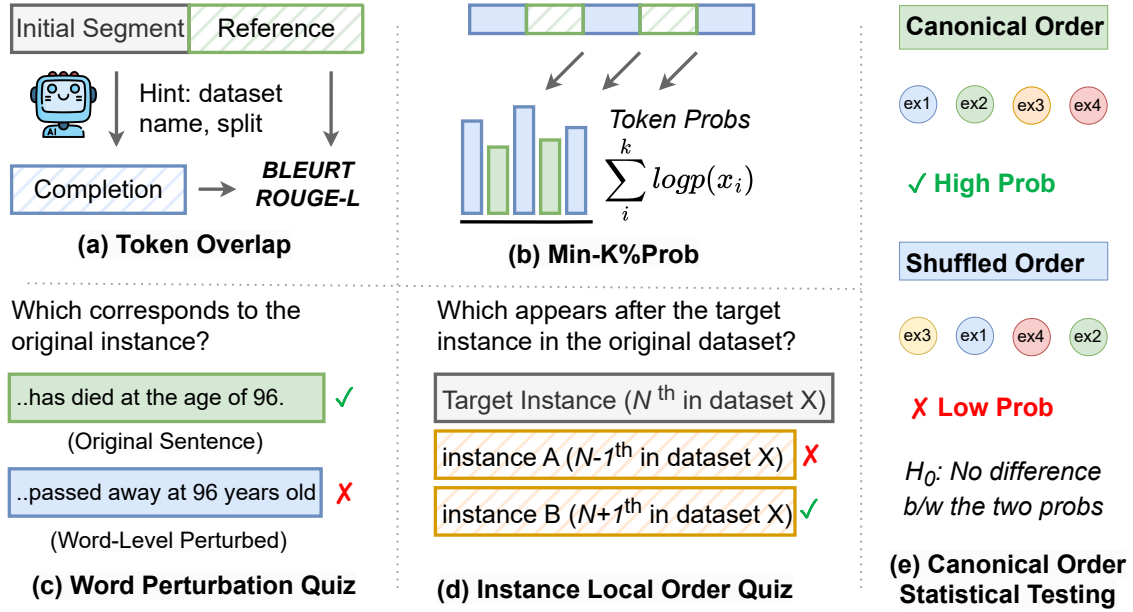 Initial Segment
Reference
Hint: dataset
name, split
AI
Completion
BLEURT
ROUGE-L
(a) Token Overlap
Token Probs
k
∑ logp(x_i)
i
(b) Min-K%Prob
Which corresponds to the
original instance?
..has died at the age of 96. ✓
(Original Sentence)
..passed away at 96 years old ✗
(Word-Level Perturbed)
(c) Word Perturbation Quiz
Which appears after the target
instance in the original dataset?
Target Instance (N th in dataset X)
instance A (N-1th in dataset X) ✗
instance B (N+1th in dataset X) ✓
(d) Instance Local Order Quiz
Canonical Order
ex1 ex2 ex3 ex4
✓ High Prob
Shuffled Order
ex3 ex1 ex4 ex2
✗ Low Prob
H0: No difference
b/w the two probs
(e) Canonical Order
Statistical Testing